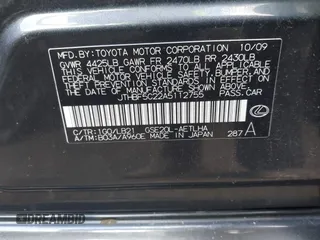 MFD.BY:TOYOTA MOTOR CORPORATION 10/09
GVWR 4425LB GAWR FR 2470LB RR 2430LB
THIS VEHICLE CONFORMS TO ALL APPLICABLE
FEDERAL MOTOR VEHICLE SAFETY, BUMPER, AND
THEFT PREVENTION STANDARDS IN EFFECT ON
THE DATE OF MANUFACTURE SHOWN ABOVE.
JTHBF5C22A5112755 PASS.CAR
C/TR:1G0/LB21 GSE20L-AETLHA
A/TM:B03A/A960E MADE IN JAPAN 287A
AUTOBIDMASTER